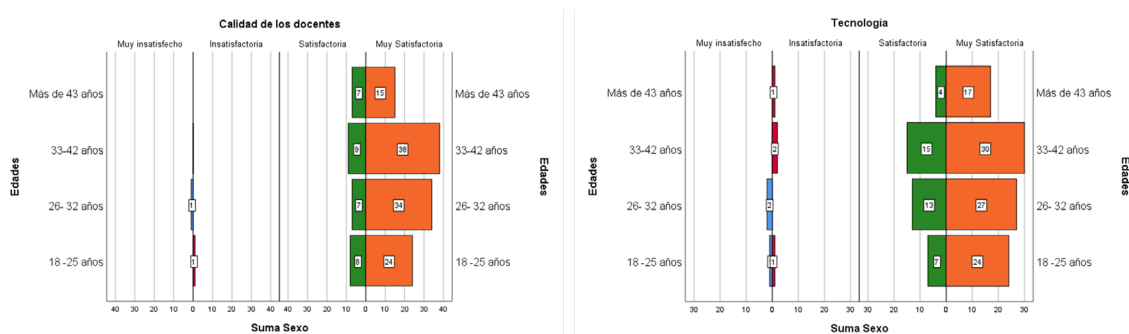 Calidad de los docentes
Muy insatisfecho Insatisfactoria Satisfactoria Muy Satisfactoria
Más de 43 años 7 15 Más de 43 años
33-42 años 9 38 33-42 años
26- 32 años 1 7 34 26- 32 años
18 -25 años 1 8 24 18 -25 años
Edades
Edades
40 30 20 10 0 10 20 30 40 40 30 20 10 0 10 20 30 40
Suma Sexo
Tecnología
Muy insatisfecho Insatisfactoria Satisfactoria Muy Satisfactoria
Más de 43 años 1 4 17 Más de 43 años
33-42 años 2 15 30 33-42 años
26- 32 años 2 13 27 26- 32 años
18 -25 años 1 7 24 18 -25 años
Edades
Edades
30 20 10 0 10 20 30 30 20 10 0 10 20 30
Suma Sexo